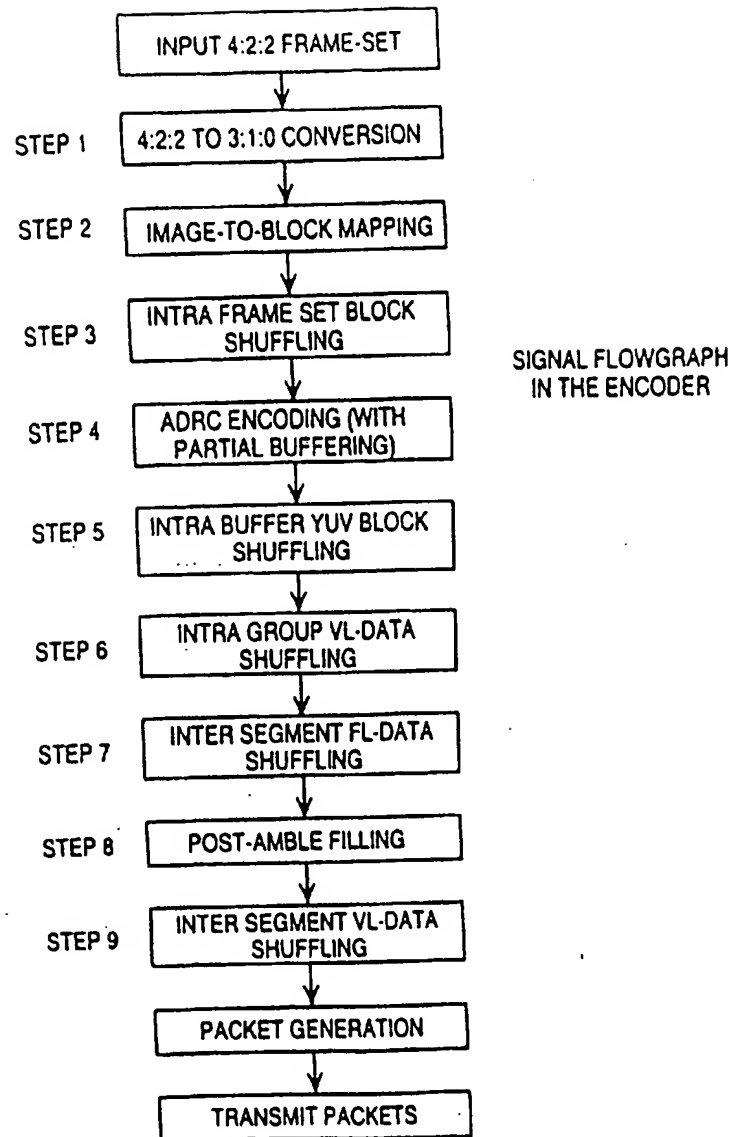 INPUT 4:2:2 FRAME-SET
STEP 1
4:2:2 TO 3:1:0 CONVERSION
STEP 2
IMAGE-TO-BLOCK MAPPING
STEP 3
INTRA FRAME SET BLOCK
SHUFFLING
SIGNAL FLOWGRAPH
IN THE ENCODER
STEP 4
ADRC ENCODING (WITH
PARTIAL BUFFERING)
STEP 5
INTRA BUFFER YUV BLOCK
SHUFFLING
STEP 6
INTRA GROUP VL-DATA
SHUFFLING
STEP 7
INTER SEGMENT FL-DATA
SHUFFLING
STEP 8
POST-AMBLE FILLING
STEP 9
INTER SEGMENT VL-DATA
SHUFFLING
PACKET GENERATION
TRANSMIT PACKETS